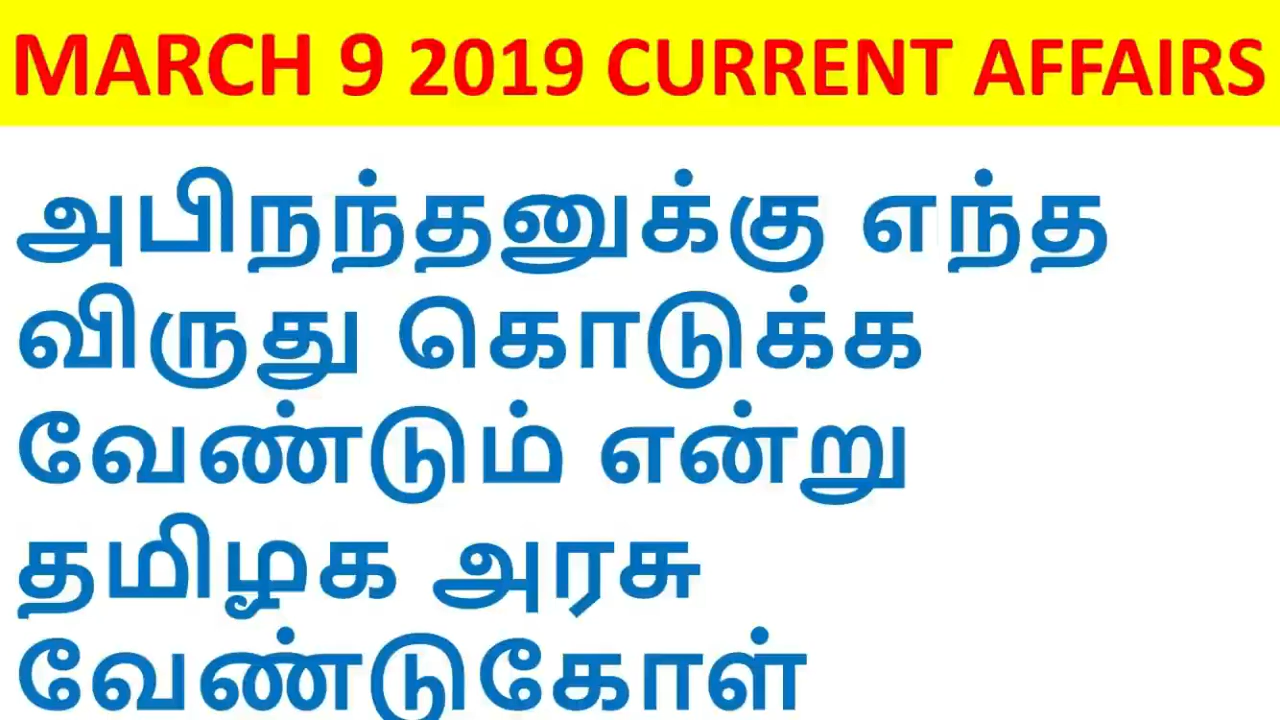 MARCH 9 2019 CURRENT AFFAIRS
அபிநந்தனுக்கு எந்த
விருது கொடுக்க
வேண்டும் என்று
தமிழக அரசு
வேண்டுகோள்